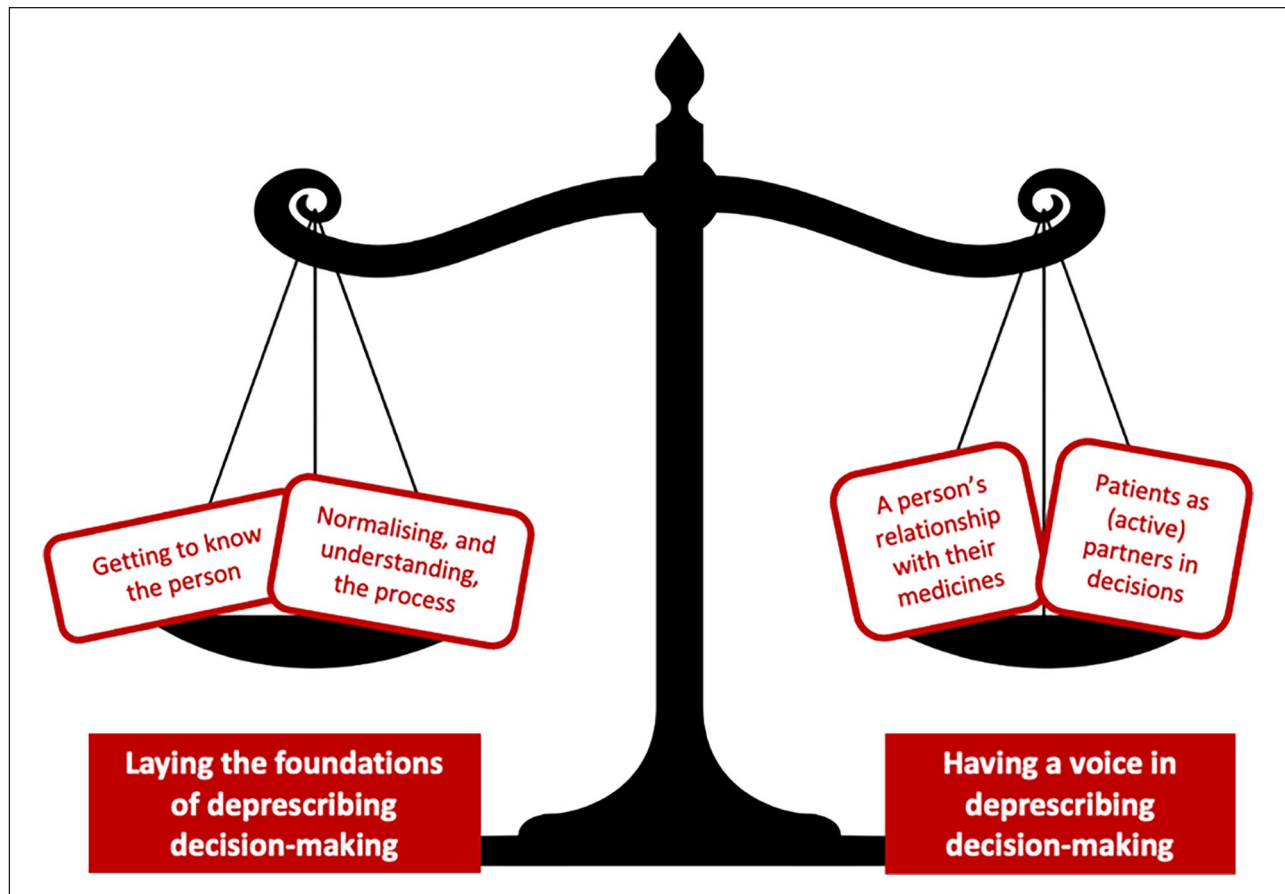 Getting to know
the person
Normalising, and
understanding,
the process
A person’s
relationship
with their
medicines
Patients as
(active)
partners in
decisions
Laying the foundations
of deprescribing
decision-making
Having a voice in
deprescribing
decision-making